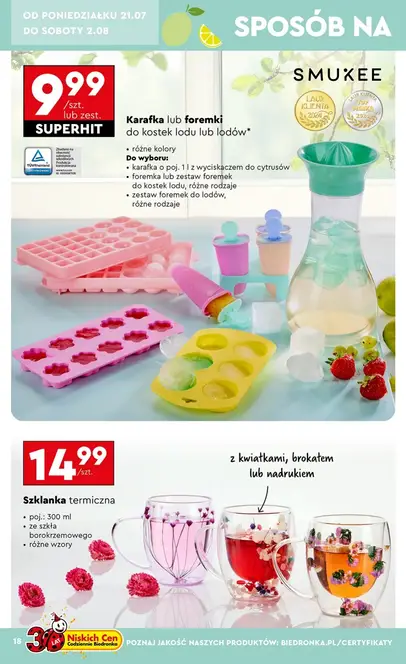 OD PONIEDZIAŁKU 21.07
DO SOBOTY 2.08
SPOSÓB NA
9.99
/szt.
lub zest.
SUPERHIT
SMUKEE
Karafka lub foremki
do kostek lodu lub lodów*
• różne kolory
Do wyboru:
• karafka o poj. 1 l z wyciskaczem do cytrusów
• foremka lub zestaw foremek
do kostek lodu, różne rodzaje
• zestaw foremek do lodów,
różne rodzaje
14.99
/szt.
Szklanka termiczna
• poj.: 300 ml
• ze szkła
borokrzemowego
• różne wzory
z kwiatkami, brokatem
lub nadrukiem
18
30 LAT
Niskich Cen
Codziennie Biedronka
POZNAJ JAKOŚĆ NASZYCH PRODUKTÓW: BIEDRONKA.PL/CERTYFIKATY